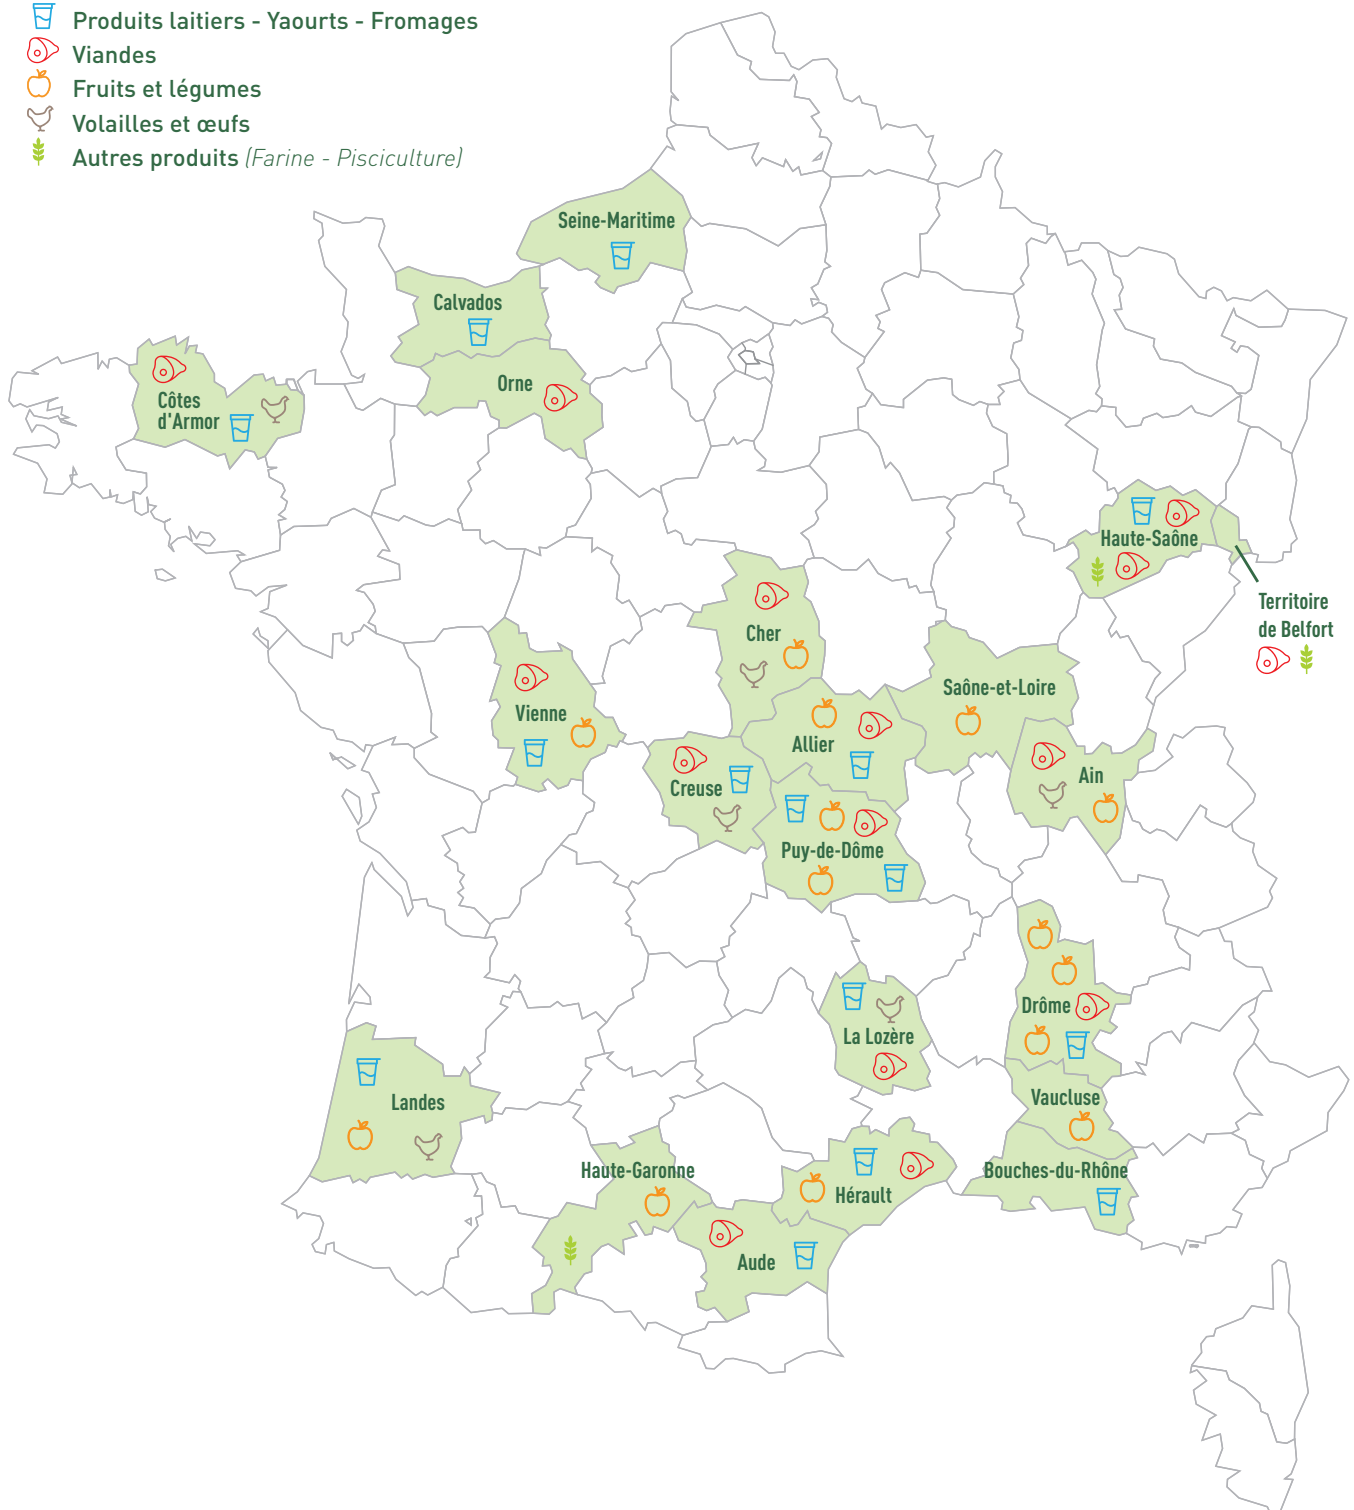 Produits laitiers - Yaourts - Fromages
Viandes
Fruits et légumes
Volailles et œufs
Autres produits (Farine - Pisciculture)
Seine-Maritime
Calvados
Orne
Côtes
d'Armor
Haute-Saône
Territoire
de Belfort
Cher
Vienne
Saône-et-Loire
Allier
Creuse
Ain
Puy-de-Dôme
Drôme
La Lozère
Landes
Vaucluse
Haute-Garonne
Bouches-du-Rhône
Hérault
Aude